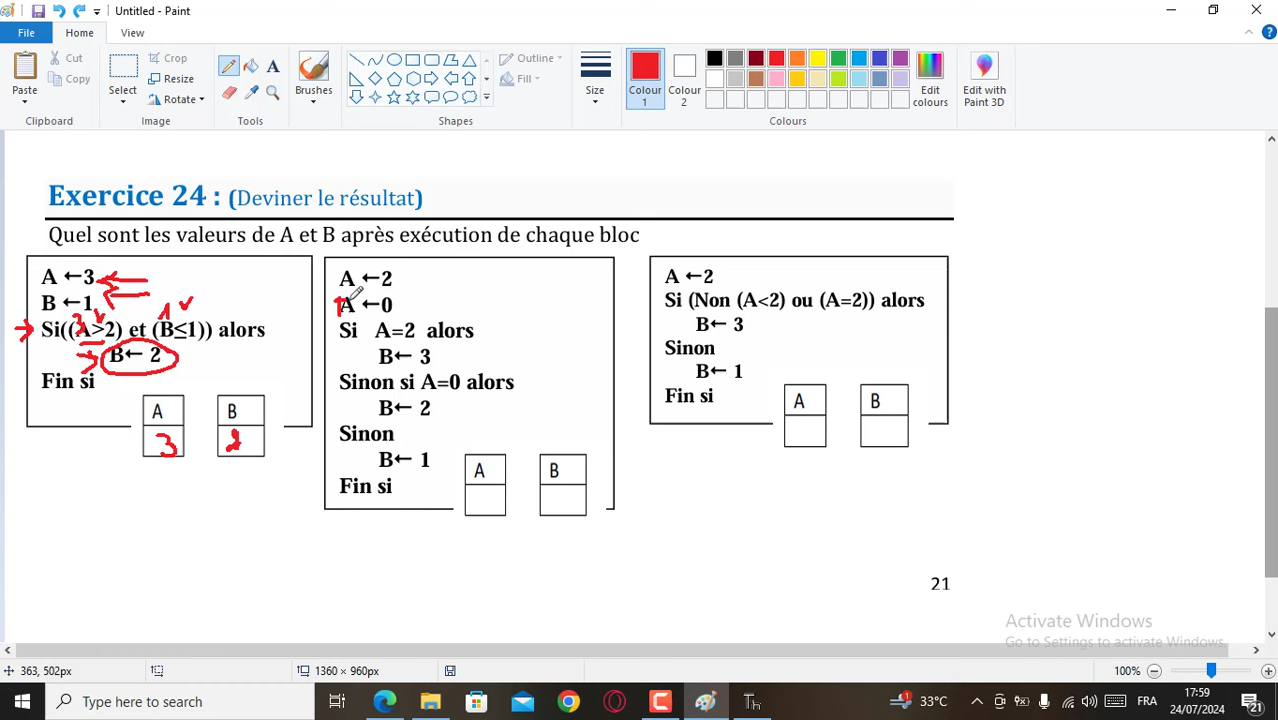 Untitled - Paint
File
Home
View
Paste
Cut
Copy
Clipboard
Select
Crop
Resize
Rotate
Image
Tools
Brushes
Shapes
Outline
Fill
Size
Colour 1
Colour 2
Edit colours
Edit with Paint 3D
Colours
Exercice 24 : (Deviner le résultat)
Quel sont les valeurs de A et B après exécution de chaque bloc
A ←3
B ←1
3 1
Si((A>2) et (B≤1)) alors
B← 2
Fin si
A B
3 2
A ←2
A ←0
Si A=2 alors
B← 3
Sinon si A=0 alors
B← 2
Sinon
B← 1
Fin si
A B
A ←2
Si (Non (A<2) ou (A=2)) alors
B← 3
Sinon
B← 1
Fin si
A B
21
Activate Windows
Go to Settings to activate Windows.
363, 502px
1360 × 960px
100%
Type here to search
1
33°C
FRA
17:59
24/07/2024
21